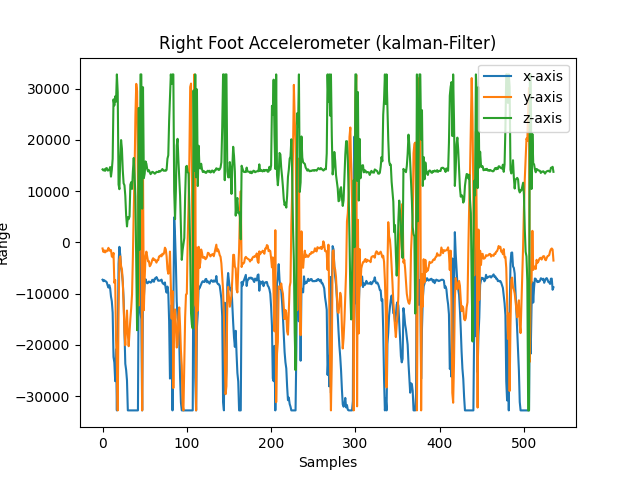 Right Foot Accelerometer (kalman-Filter)
x-axis
y-axis
z-axis
30000
20000
10000
0
−10000
−20000
−30000
Range
0 100 200 300 400 500
Samples